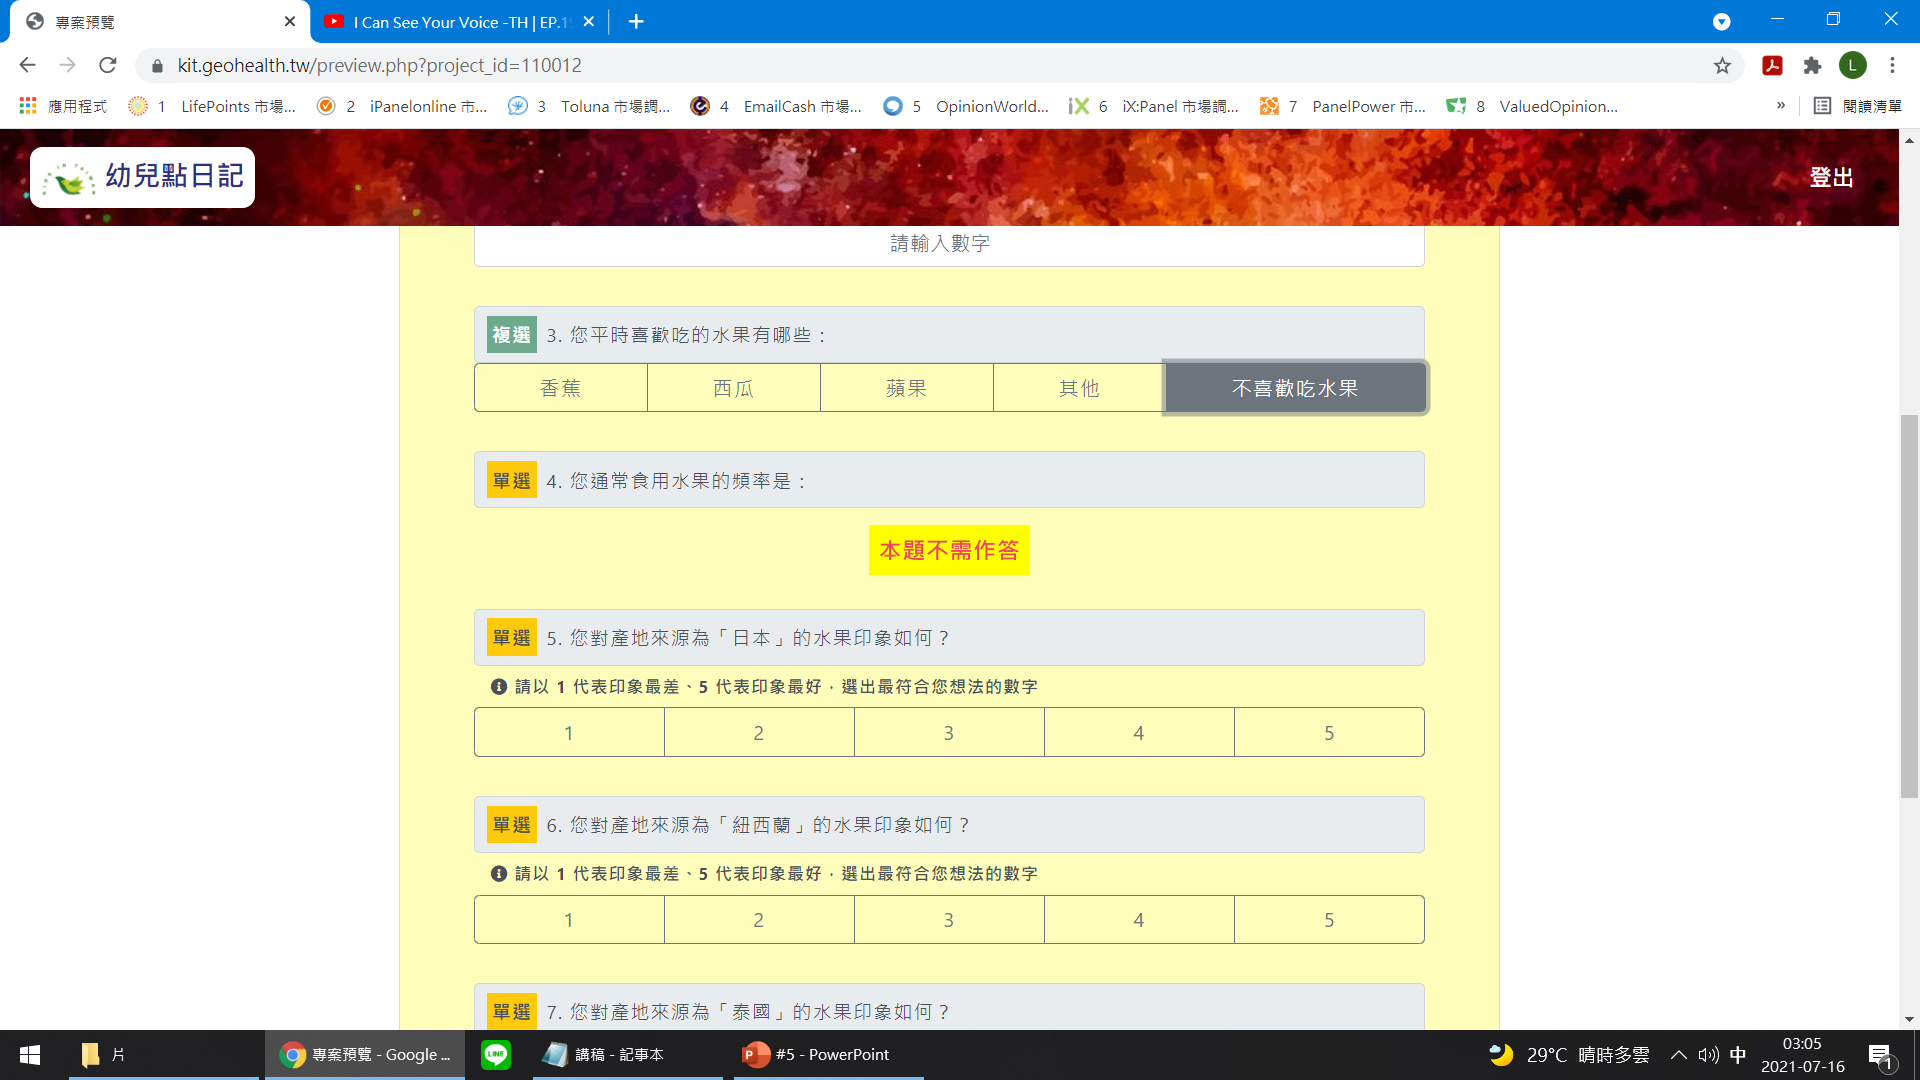 專案預覽
I Can See Your Voice -TH | EP.1
kit.geohealth.tw/preview.php?project_id=110012
L
應用程式
1 LifePoints 市場...
2 iPanelonline 市...
3 Toluna 市場調...
4 EmailCash 市場...
5 OpinionWorld...
6 iX:Panel 市場調...
7 PanelPower 市...
8 ValuedOpinion...
»
閱讀清單
幼兒點日記
登出
請輸入數字
複選 3. 您平時喜歡吃的水果有哪些：
香蕉 西瓜 蘋果 其他 不喜歡吃水果
單選 4. 您通常食用水果的頻率是：
本題不需作答
單選 5. 您對產地來源為「日本」的水果印象如何？
請以 1 代表印象最差、5 代表印象最好，選出最符合您想法的數字
1 2 3 4 5
單選 6. 您對產地來源為「紐西蘭」的水果印象如何？
請以 1 代表印象最差、5 代表印象最好，選出最符合您想法的數字
1 2 3 4 5
單選 7. 您對產地來源為「泰國」的水果印象如何？
片
專案預覽 - Google ...
LINE
講稿 - 記事本
#5 - PowerPoint
29°C 晴時多雲
中
03:05
2021-07-16
1